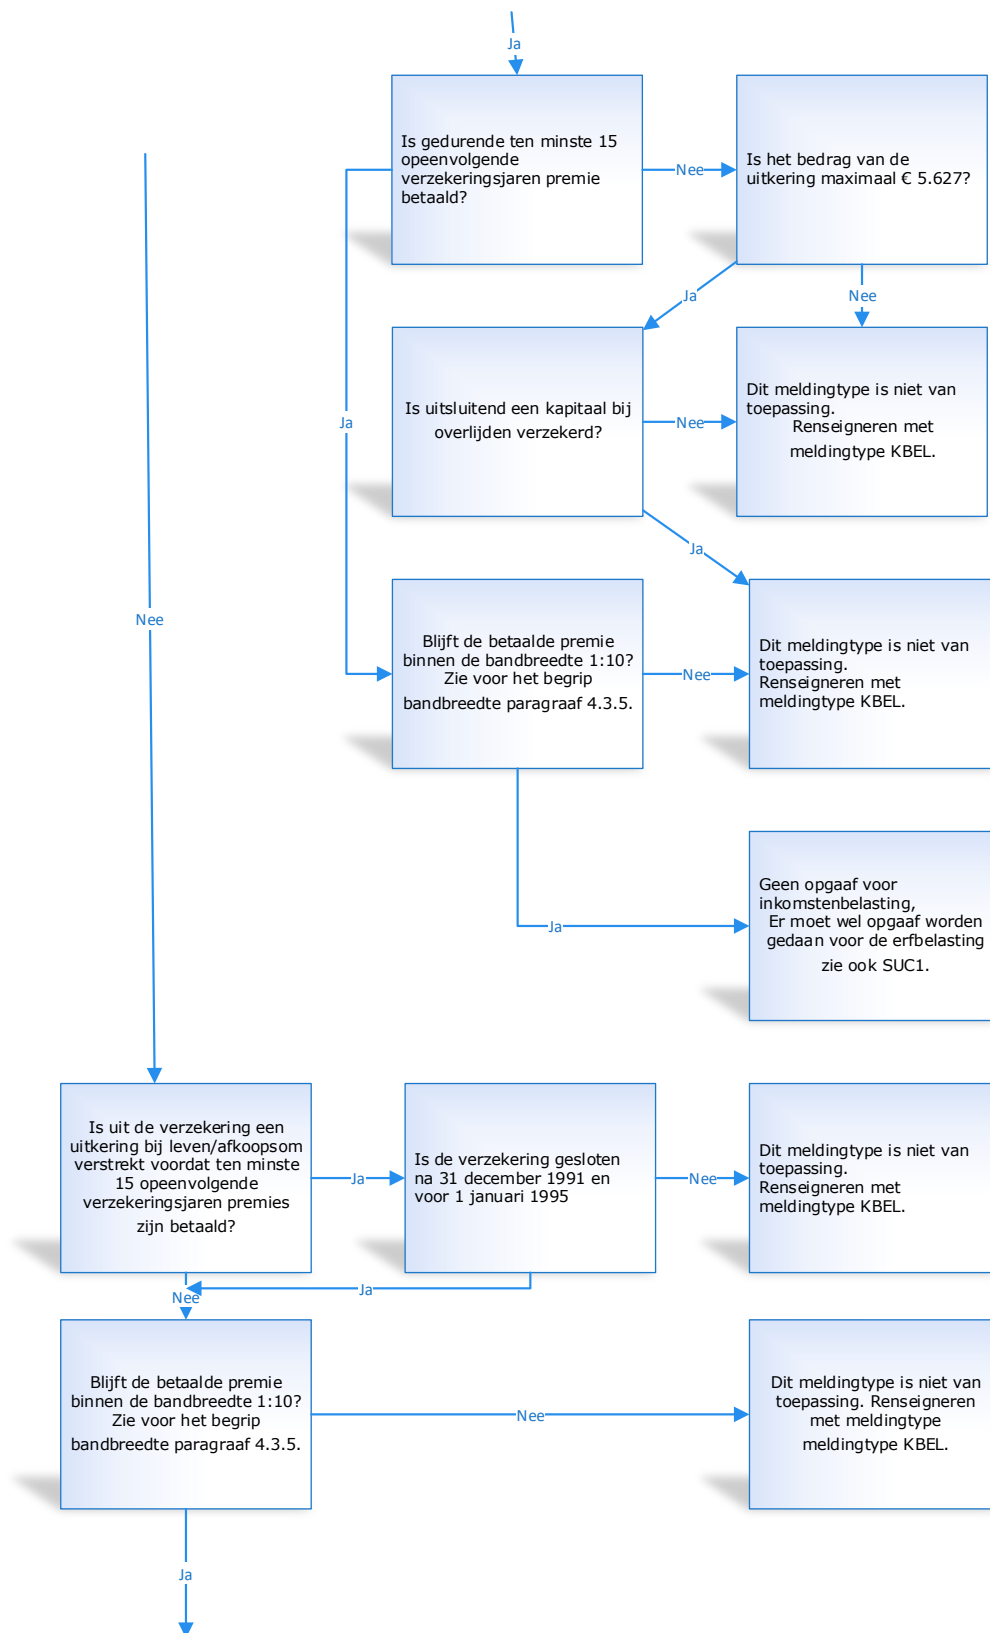 Ja
Is gedurende ten minste 15
opeenvolgende
verzekeringsjaren premie
betaald?
Nee
Is het bedrag van de
uitkering maximaal € 5.627?
Ja
Nee
Ja
Is uitsluitend een kapitaal bij
overlijden verzekerd?
Nee
Dit meldingtype is niet van
toepassing.
Renseigneren met
meldingtype KBEL.
Ja
Nee
Blijft de betaalde premie
binnen de bandbreedte 1:10?
Zie voor het begrip
bandbreedte paragraaf 4.3.5.
Nee
Dit meldingtype is niet van
toepassing.
Renseigneren met
meldingtype KBEL.
Ja
Geen opgaaf voor
inkomstenbelasting,
Er moet wel opgaaf worden
gedaan voor de erfbelasting
zie ook SUC1.
Is uit de verzekering een
uitkering bij leven/afkoopsom
verstrekt voordat ten minste
15 opeenvolgende
verzekeringsjaren premies
zijn betaald?
Ja
Is de verzekering gesloten
na 31 december 1991 en
voor 1 januari 1995
Nee
Dit meldingtype is niet van
toepassing.
Renseigneren met
meldingtype KBEL.
Ja
Nee
Blijft de betaalde premie
binnen de bandbreedte 1:10?
Zie voor het begrip
bandbreedte paragraaf 4.3.5.
Nee
Dit meldingtype is niet van
toepassing. Renseigneren
met meldingtype
meldingtype KBEL.
Ja